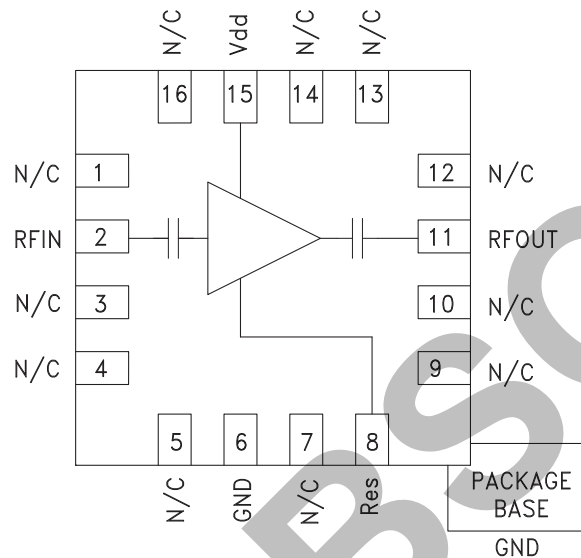 N/C
Vdd
N/C
N/C
16
15
14
13
N/C
1
12
N/C
RFIN
2
11
RFOUT
N/C
3
10
N/C
N/C
4
9
N/C
5
6
7
8
N/C
GND
N/C
Res
PACKAGE
BASE
GND